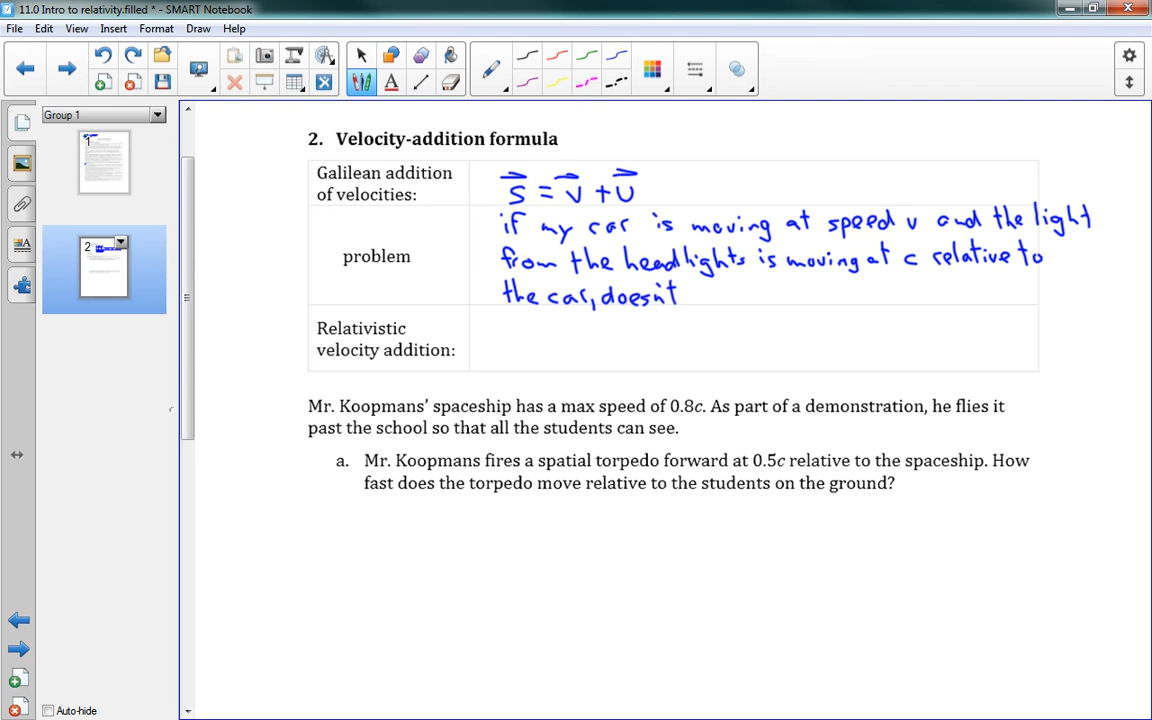 11.0 Intro to relativity.filled * - SMART Notebook
File Edit View Insert Format Draw Help
Group 1
1
2
2. Velocity-addition formula
Galilean addition
of velocities:
s = v + u
problem
if my car is moving at speed v and the light
from the headlights is moving at c relative to
the car, doesn't
Relativistic
velocity addition:
Mr. Koopmans' spaceship has a max speed of 0.8c. As part of a demonstration, he flies it
past the school so that all the students can see.
a. Mr. Koopmans fires a spatial torpedo forward at 0.5c relative to the spaceship. How
fast does the torpedo move relative to the students on the ground?
Auto-hide